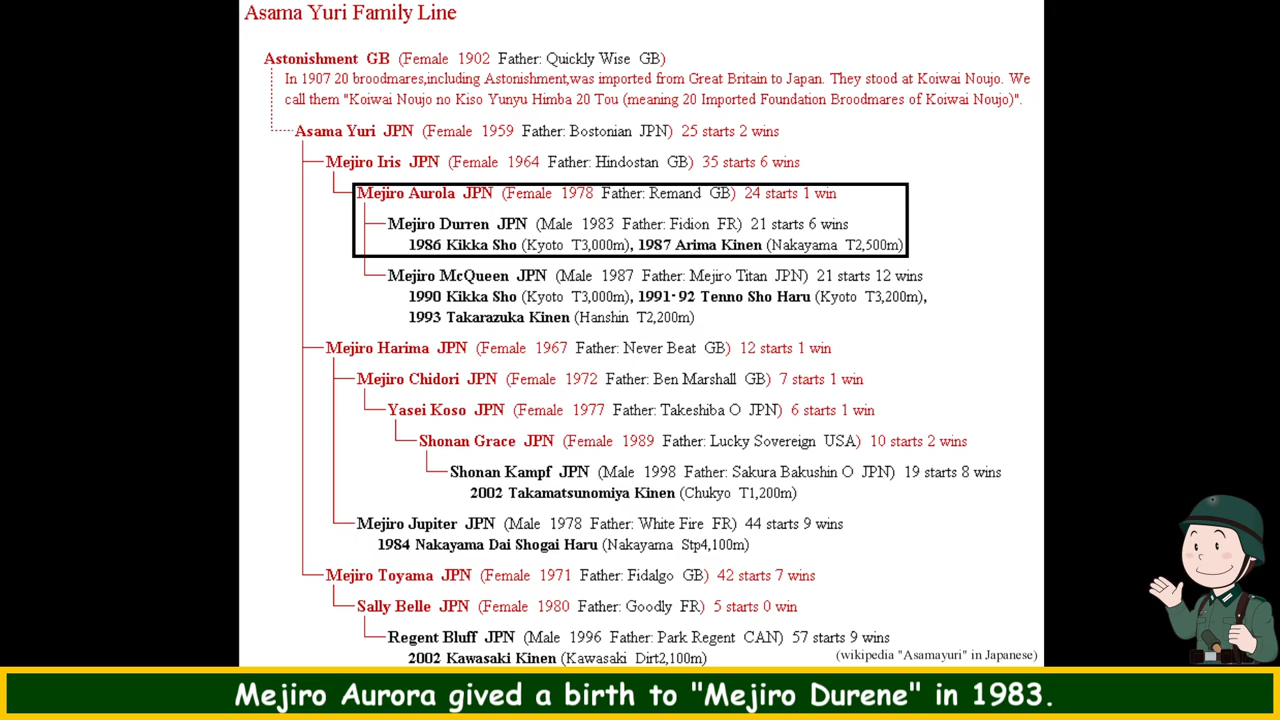 Asama Yuri Family Line
Astonishment GB (Female 1902 Father: Quickly Wise GB)
In 1907 20 broodmares,including Astonishment,was imported from Great Britain to Japan. They stood at Koiwai Noujo. We
call them "Koiwai Noujo no Kiso Yunyu Himba 20 Tou (meaning 20 Imported Foundation Broodmares of Koiwai Noujo)".
Asama Yuri JPN (Female 1959 Father: Bostonian JPN) 25 starts 2 wins
Mejiro Iris JPN (Female 1964 Father: Hindostan GB) 35 starts 6 wins
Mejiro Aurola JPN (Female 1978 Father: Remand GB) 24 starts 1 win
Mejiro Durren JPN (Male 1983 Father: Fidion FR) 21 starts 6 wins
1986 Kikka Sho (Kyoto T3,000m), 1987 Arima Kinen (Nakayama T2,500m)
Mejiro McQueen JPN (Male 1987 Father: Mejiro Titan JPN) 21 starts 12 wins
1990 Kikka Sho (Kyoto T3,000m), 1991･92 Tenno Sho Haru (Kyoto T3,200m),
1993 Takarazuka Kinen (Hanshin T2,200m)
Mejiro Harima JPN (Female 1967 Father: Never Beat GB) 12 starts 1 win
Mejiro Chidori JPN (Female 1972 Father: Ben Marshall GB) 7 starts 1 win
Yasei Koso JPN (Female 1977 Father: Takeshiba O JPN) 6 starts 1 win
Shonan Grace JPN (Female 1989 Father: Lucky Sovereign USA) 10 starts 2 wins
Shonan Kampf JPN (Male 1998 Father: Sakura Bakushin O JPN) 19 starts 8 wins
2002 Takamatsunomiya Kinen (Chukyo T1,200m)
Mejiro Jupiter JPN (Male 1978 Father: White Fire FR) 44 starts 9 wins
1984 Nakayama Dai Shogai Haru (Nakayama Stp4,100m)
Mejiro Toyama JPN (Female 1971 Father: Fidalgo GB) 42 starts 7 wins
Sally Belle JPN (Female 1980 Father: Goodly FR) 5 starts 0 win
Regent Bluff JPN (Male 1996 Father: Park Regent CAN) 57 starts 9 wins
2002 Kawasaki Kinen (Kawasaki Dirt2,100m)
(wikipedia "Asamayuri" in Japanese)
Mejiro Aurora gived a birth to "Mejiro Durene" in 1983.